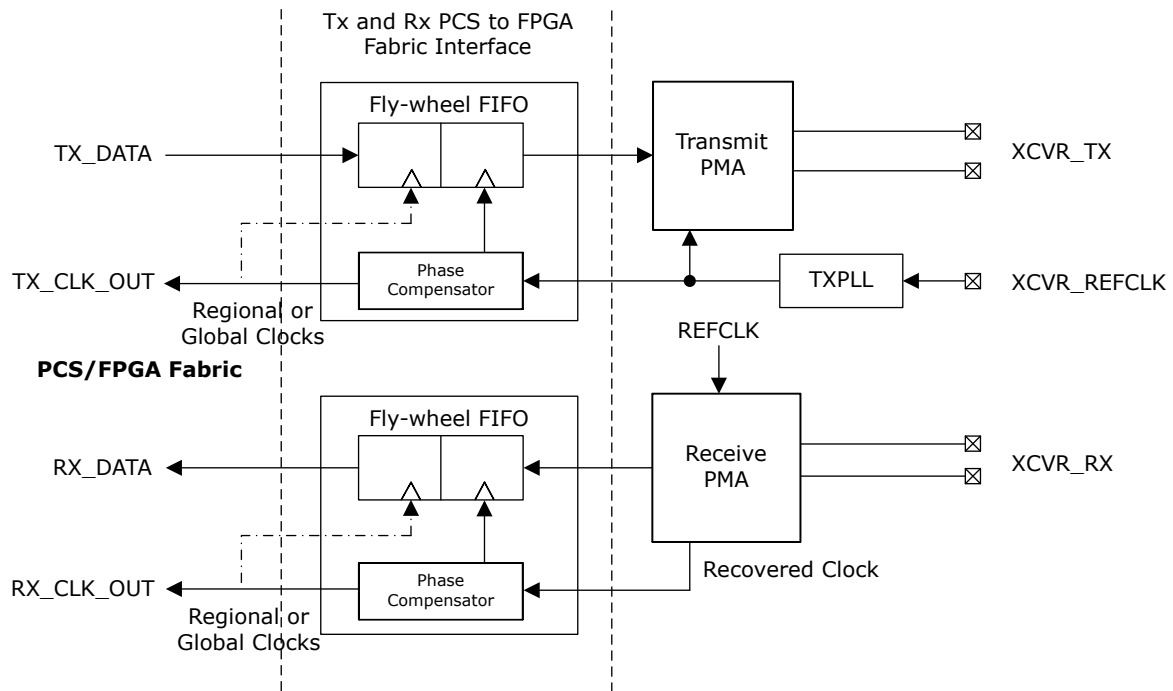 Tx and Rx PCS to FPGA
Fabric Interface
Fly-wheel FIFO
TX_DATA
Transmit
PMA
XCVR_TX
TX_CLK_OUT
Phase
Compensator
TXPLL
XCVR_REFCLK
Regional or
Global Clocks
REFCLK
PCS/FPGA Fabric
Fly-wheel FIFO
RX_DATA
Receive
PMA
XCVR_RX
RX_CLK_OUT
Phase
Compensator
Recovered Clock
Regional or
Global Clocks